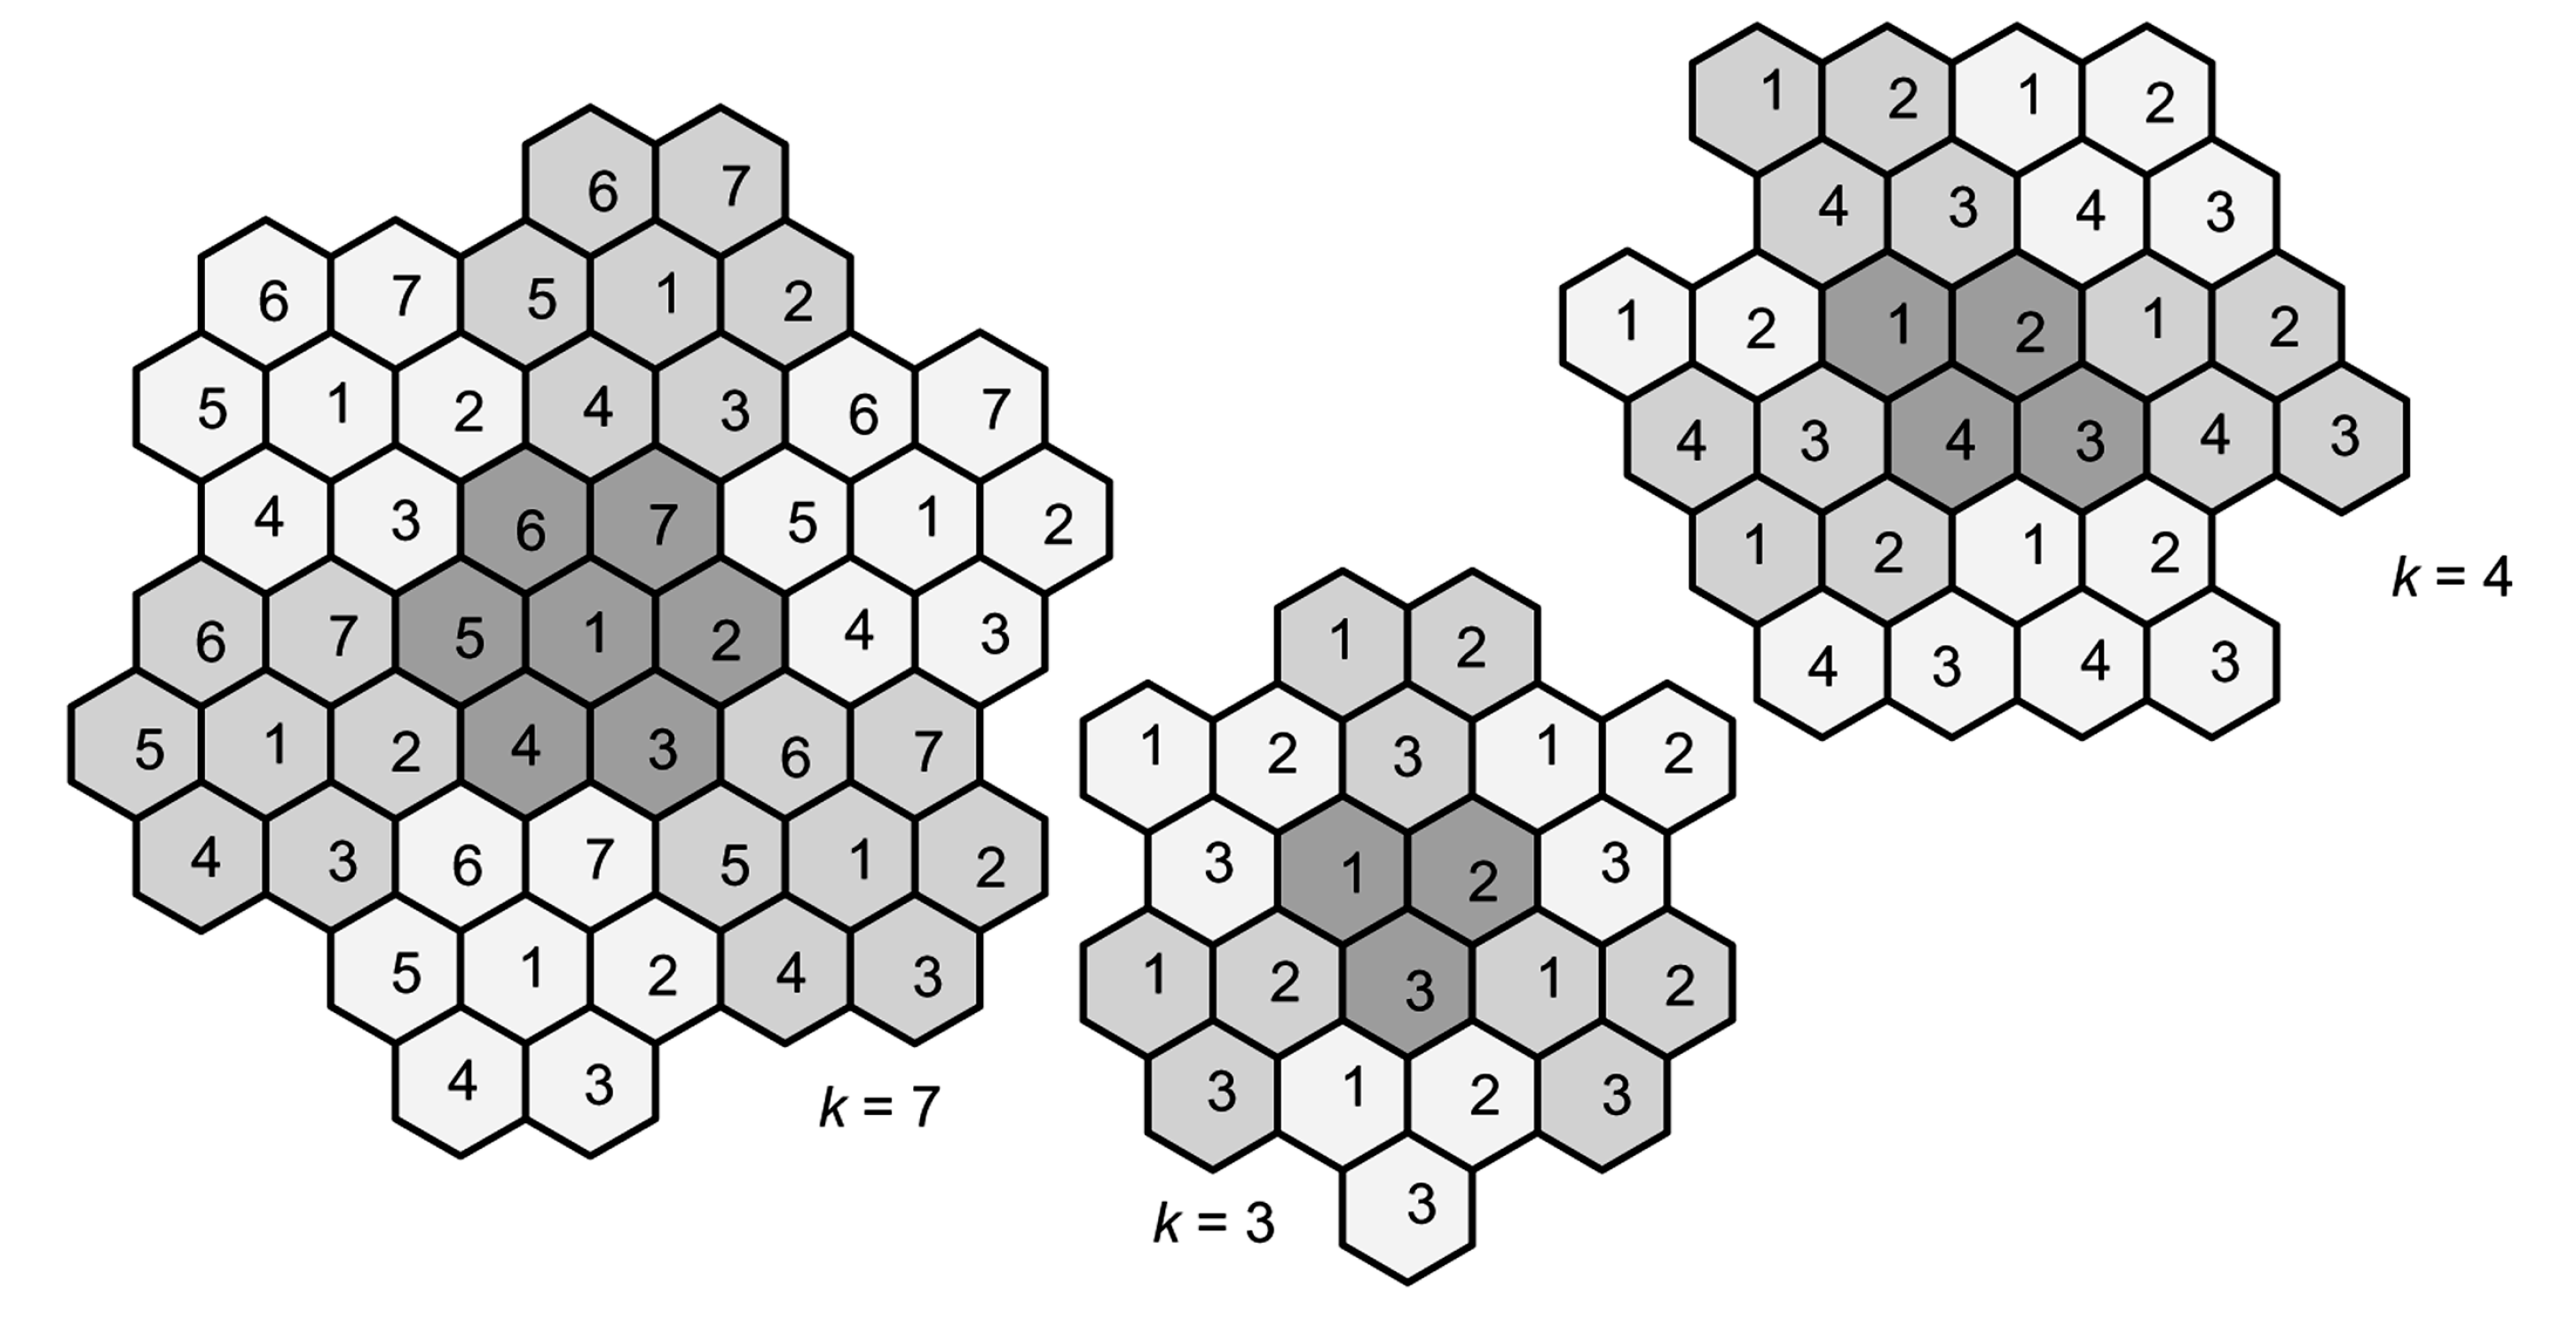 6 7
6 7 5 1 2
5 1 2 4 3 6 7
4 3 6 7 5 1 2
6 7 5 1 2 4 3
5 1 2 4 3 6 7
4 3 6 7 5 1 2
5 1 2 4 3
4 3
k = 7
1 2
1 2 3 1 2
3 1 2 3
1 2 3 1 2
3 1 2 3
3
k = 3
1 2 1 2
4 3 4 3
1 2 1 2 1 2
4 3 4 3 4 3
1 2 1 2
4 3 4 3
k = 4